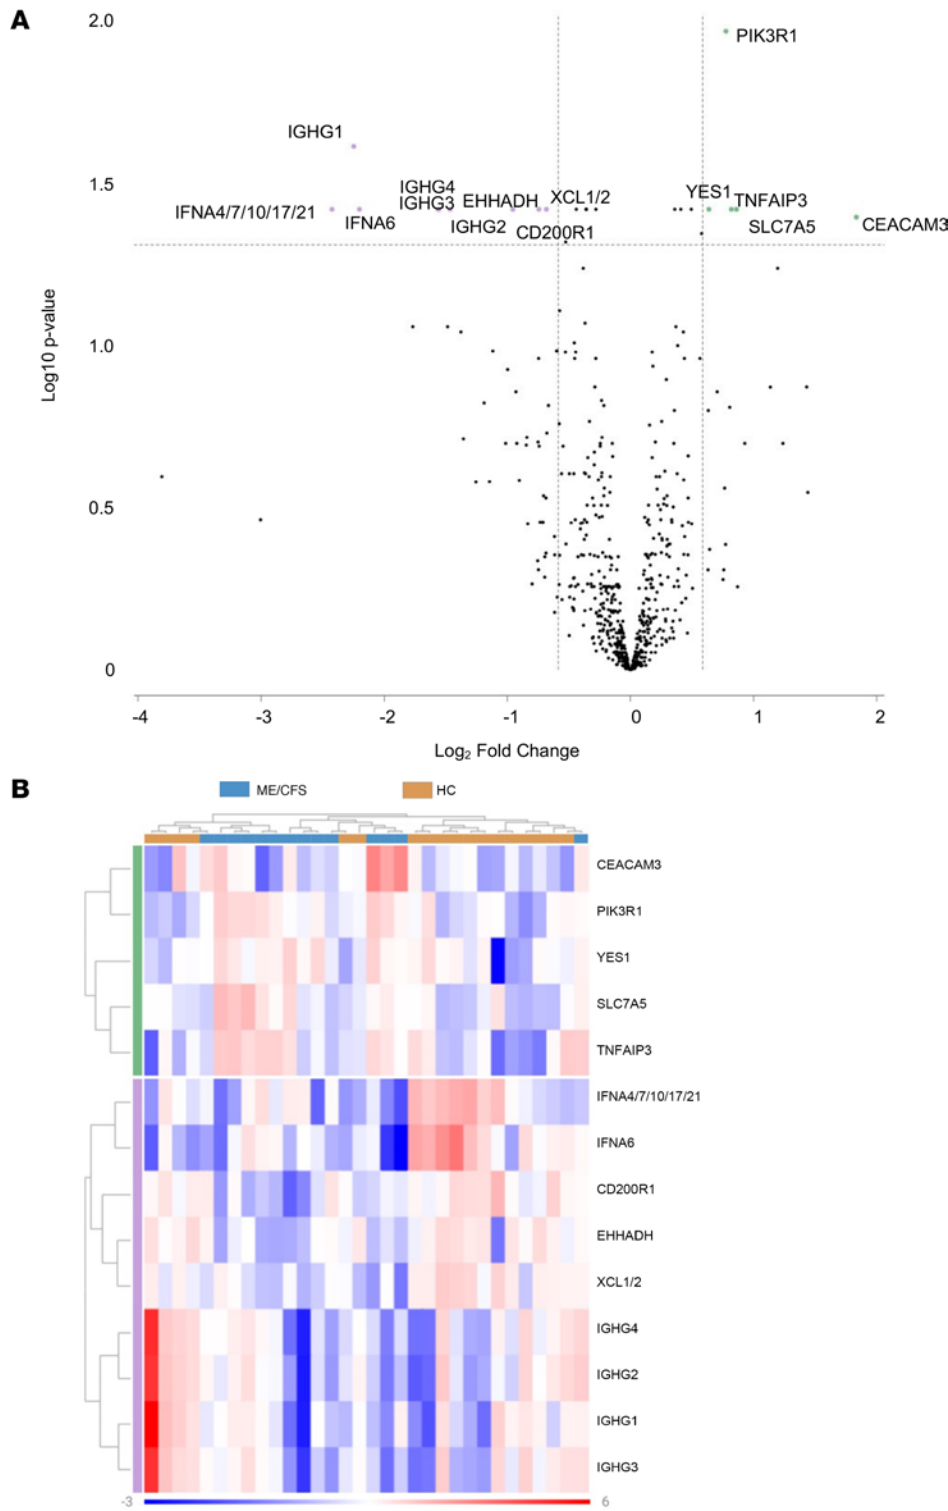 A
2.0
PIK3R1
IGHG1
1.5
IGHG4
YES1
EHHADH
XCL1/2
TNFAIP3
IGHG3
IFNA4/7/10/17/21
IFNA6
IGHG2
CD200R1
SLC7A5
CEACAM3
Log10 p-value
1.0
0.5
0
-4 -3 -2 -1 0 1 2
Log2 Fold Change
B
ME/CFS HC
CEACAM3
PIK3R1
YES1
SLC7A5
TNFAIP3
IFNA4/7/10/17/21
IFNA6
CD200R1
EHHADH
XCL1/2
IGHG4
IGHG2
IGHG1
IGHG3
-3 6